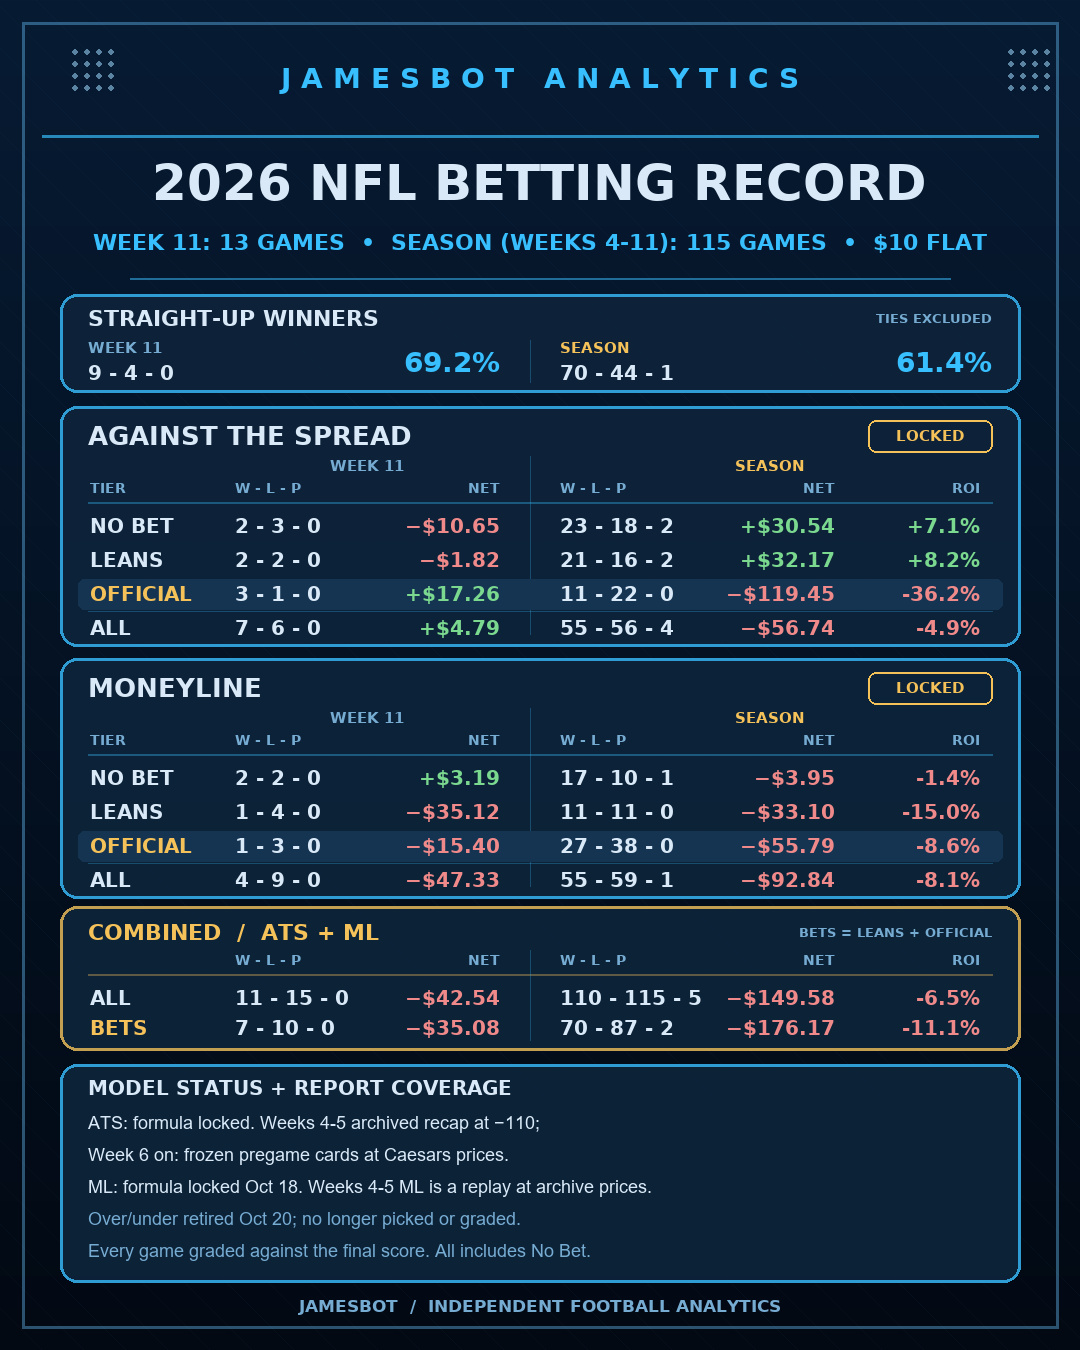 JAMESBOT ANALYTICS
2026 NFL BETTING RECORD
WEEK 11: 13 GAMES • SEASON (WEEKS 4-11): 115 GAMES • $10 FLAT
STRAIGHT-UP WINNERS TIES EXCLUDED
WEEK 11 SEASON
9 - 4 - 0 69.2% 70 - 44 - 1 61.4%
AGAINST THE SPREAD LOCKED
WEEK 11 SEASON
TIER W - L - P NET W - L - P NET ROI
NO BET 2 - 3 - 0 −$10.65 23 - 18 - 2 +$30.54 +7.1%
LEANS 2 - 2 - 0 −$1.82 21 - 16 - 2 +$32.17 +8.2%
OFFICIAL 3 - 1 - 0 +$17.26 11 - 22 - 0 −$119.45 -36.2%
ALL 7 - 6 - 0 +$4.79 55 - 56 - 4 −$56.74 -4.9%
MONEYLINE LOCKED
WEEK 11 SEASON
TIER W - L - P NET W - L - P NET ROI
NO BET 2 - 2 - 0 +$3.19 17 - 10 - 1 −$3.95 -1.4%
LEANS 1 - 4 - 0 −$35.12 11 - 11 - 0 −$33.10 -15.0%
OFFICIAL 1 - 3 - 0 −$15.40 27 - 38 - 0 −$55.79 -8.6%
ALL 4 - 9 - 0 −$47.33 55 - 59 - 1 −$92.84 -8.1%
COMBINED / ATS + ML BETS = LEANS + OFFICIAL
W - L - P NET W - L - P NET ROI
ALL 11 - 15 - 0 −$42.54 110 - 115 - 5 −$149.58 -6.5%
BETS 7 - 10 - 0 −$35.08 70 - 87 - 2 −$176.17 -11.1%
MODEL STATUS + REPORT COVERAGE
ATS: formula locked. Weeks 4-5 archived recap at −110;
Week 6 on: frozen pregame cards at Caesars prices.
ML: formula locked Oct 18. Weeks 4-5 ML is a replay at archive prices.
Over/under retired Oct 20; no longer picked or graded.
Every game graded against the final score. All includes No Bet.
JAMESBOT / INDEPENDENT FOOTBALL ANALYTICS